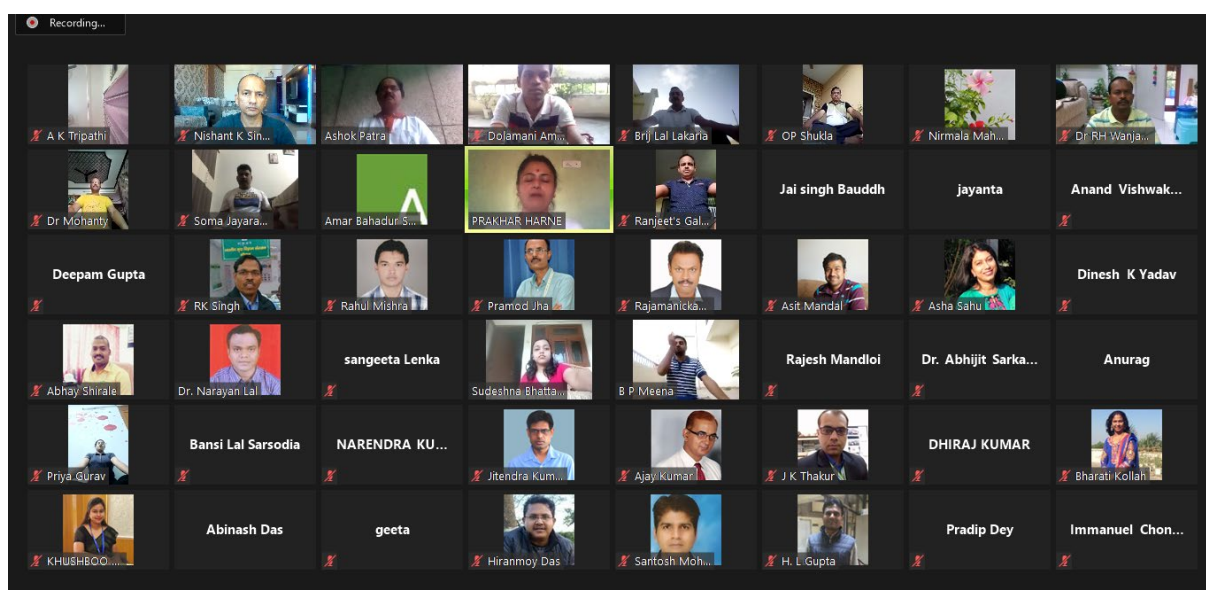 Recording...
A K Tripathi
Nishant K Sin...
Ashok Patra
Dolamani Am...
Brij Lal Lakaria
OP Shukla
Nirmala Mah...
Dr RH Wanja...
Dr Mohanty
Soma Jayara...
Amar Bahadur S...
PRAKHAR HARNE
Ranjeet's Gal...
Jai singh Bauddh
jayanta
Anand Vishwak...
Deepam Gupta
RK Singh
Rahul Mishra
Pramod Jha
Rajamanicka...
Asit Mandal
Asha Sahu
Dinesh K Yadav
Abhay Shirale
Dr. Narayan Lal
sangeeta Lenka
Sudeshna Bhatta...
B P Meena
Rajesh Mandloi
Dr. Abhijit Sarka...
Anurag
Priya Gurav
Bansi Lal Sarsodia
NARENDRA KU...
Jitendra Kum...
Ajay Kumar
J K Thakur
DHIRAJ KUMAR
Bharati Kollah
KHUSHBOO ...
Abinash Das
geeta
Hiranmoy Das
Santosh Moh...
H. L Gupta
Pradip Dey
Immanuel Chon...